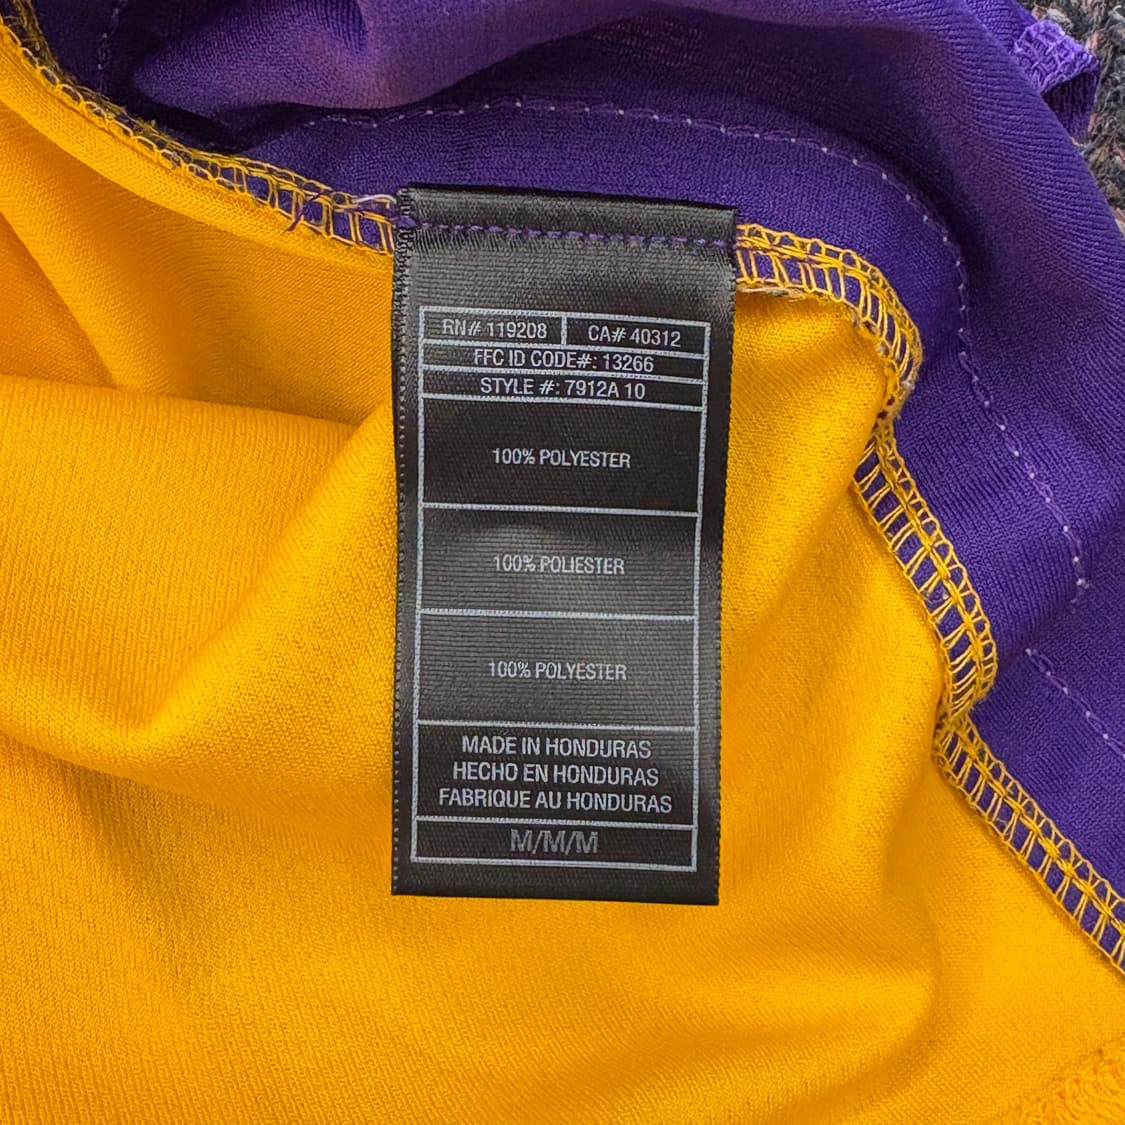 RN# 119208 CA# 40312
FFC ID CODE#: 13266
STYLE #: 7912A 10
100% POLYESTER
100% POLIESTER
100% POLYESTER
MADE IN HONDURAS
HECHO EN HONDURAS
FABRIQUE AU HONDURAS
M/M/M